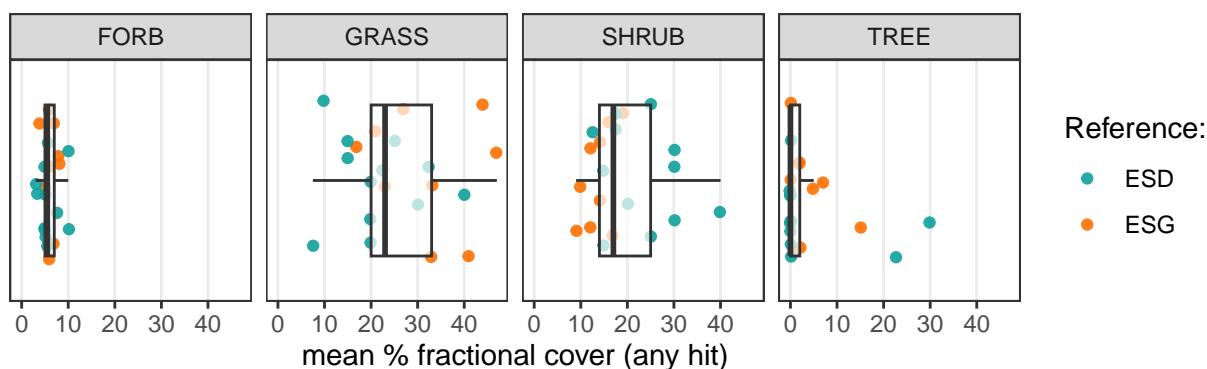 FORB GRASS SHRUB TREE
Reference:
ESD
ESG
0 10 20 30 40 0 10 20 30 40 0 10 20 30 40 0 10 20 30 40
mean % fractional cover (any hit)